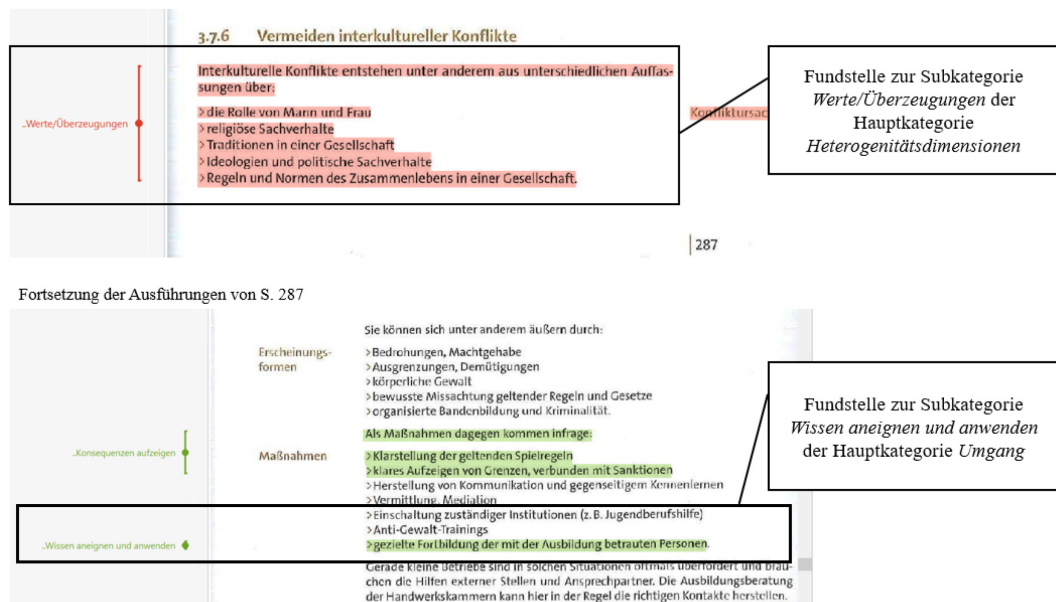 3.7.6 Vermeiden interkultureller Konflikte
Interkulturelle Konflikte entstehen unter anderem aus unterschiedlichen Auffas-
sungen über:
> die Rolle von Mann und Frau
> religiöse Sachverhalte
> Traditionen in einer Gesellschaft
> Ideologien und politische Sachverhalte
> Regeln und Normen des Zusammenlebens in einer Gesellschaft.
..Werte/Überzeugungen
Konfliktursac
Fundstelle zur Subkategorie
Werte/Überzeugungen der
Hauptkategorie
Heterogenitätsdimensionen
287
Fortsetzung der Ausführungen von S. 287
Sie können sich unter anderem äußern durch:
Erscheinungs-
formen
> Bedrohungen, Machtgehabe
> Ausgrenzungen, Demütigungen
> körperliche Gewalt
> bewusste Missachtung geltender Regeln und Gesetze
> organisierte Bandenbildung und Kriminalität.
Als Maßnahmen dagegen kommen infrage:
..Konsequenzen aufzeigen
Maßnahmen
> Klarstellung der geltenden Spielregeln
> klares Aufzeigen von Grenzen, verbunden mit Sanktionen
> Herstellung von Kommunikation und gegenseitigem Kennenlernen
> Vermittlung, Mediation
> Einschaltung zuständiger Institutionen (z. B. Jugendberufshilfe)
> Anti-Gewalt-Trainings
> gezielte Fortbildung der mit der Ausbildung betrauten Personen.
..Wissen aneignen und anwenden
Fundstelle zur Subkategorie
Wissen aneignen und anwenden
der Hauptkategorie Umgang
Gerade kleine Betriebe sind in solchen Situationen oftmals überfordert und brau-
chen die Hilfen externer Stellen und Ansprechpartner. Die Ausbildungsberatung
der Handwerkskammern kann hier in der Regel die richtigen Kontakte herstellen.